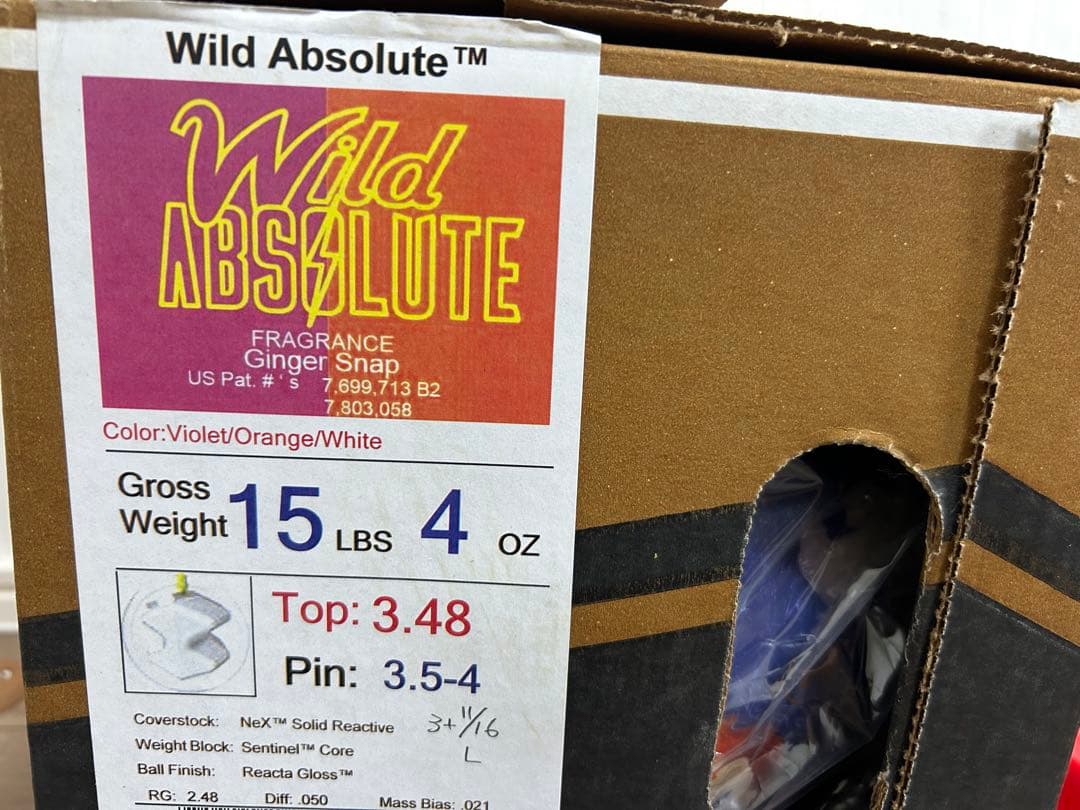 Wild Absolute™
Wild
ABSOLUTE
FRAGRANCE
Ginger Snap
US Pat. # ' s 7,699,713 B2
7,803,058
Color:Violet/Orange/White
Gross Weight 15 LBS 4 OZ
Top: 3.48
Pin: 3.5-4
3+11/16
L
Coverstock: NeX™ Solid Reactive
Weight Block: Sentinel™ Core
Ball Finish: Reacta Gloss™
RG: 2.48 Diff: .050 Mass Bias: .021